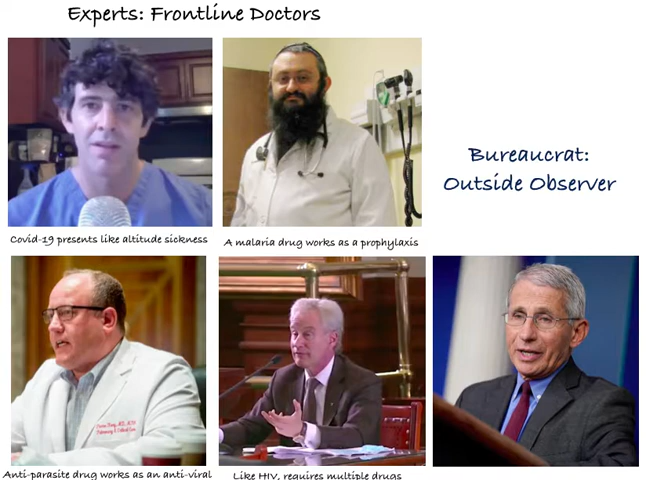 Experts: Frontline Doctors
Bureaucrat:
Outside Observer
Covid-19 presents like altitude sickness
A malaria drug works as a prophylaxis
Anti-parasite drug works as an anti-viral
Like HIV, requires multiple drugs